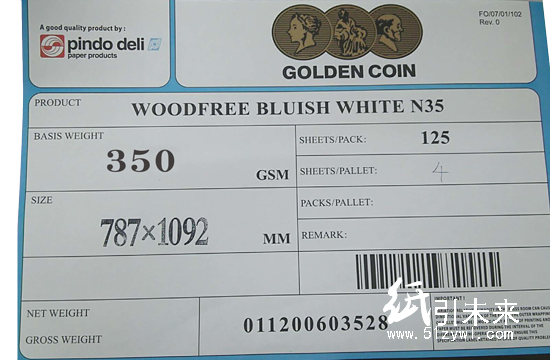 A good quality product by :
pindo deli
paper products
GOLDEN COIN
FO/07/01/102
Rev. 0
PRODUCT
WOODFREE BLUISH WHITE N35
BASIS WEIGHT
350
GSM
SHEETS/PACK:
125
SHEETS/PALLET:
4
SIZE
787×1092
MM
PACKS/PALLET:
REMARK:
NET WEIGHT
GROSS WEIGHT
011200603528
IMPORTANT !
纸引未来
www.51zyw.com